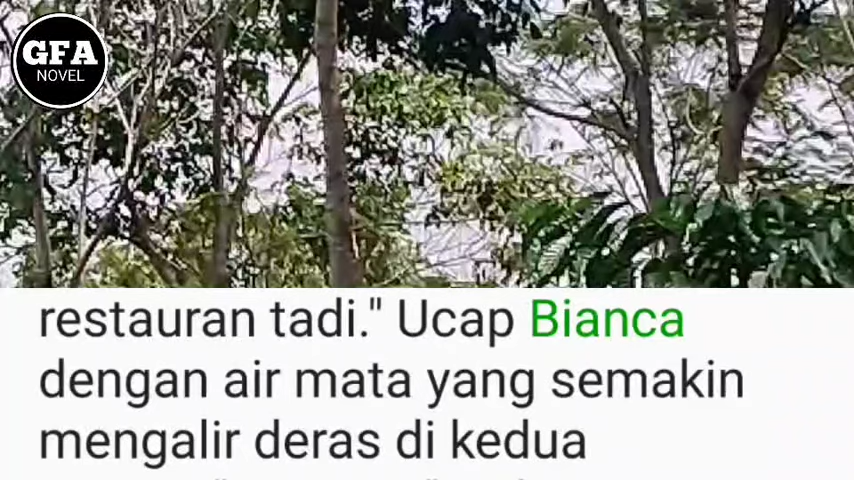 GFA
NOVEL
restauran tadi." Ucap Bianca
dengan air mata yang semakin
mengalir deras di kedua